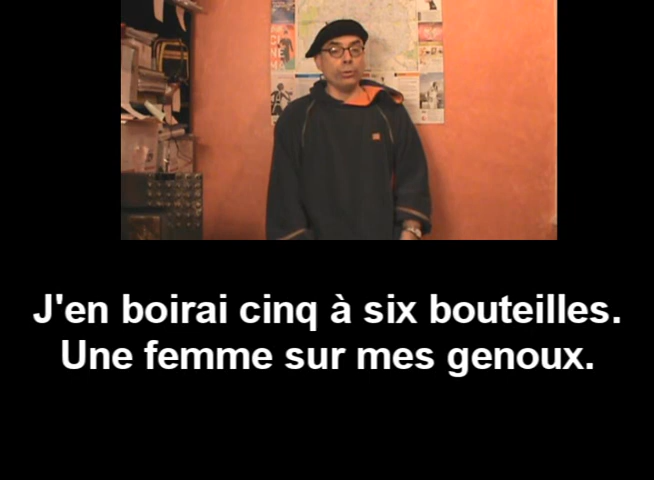 J'en boirai cinq à six bouteilles.
Une femme sur mes genoux.